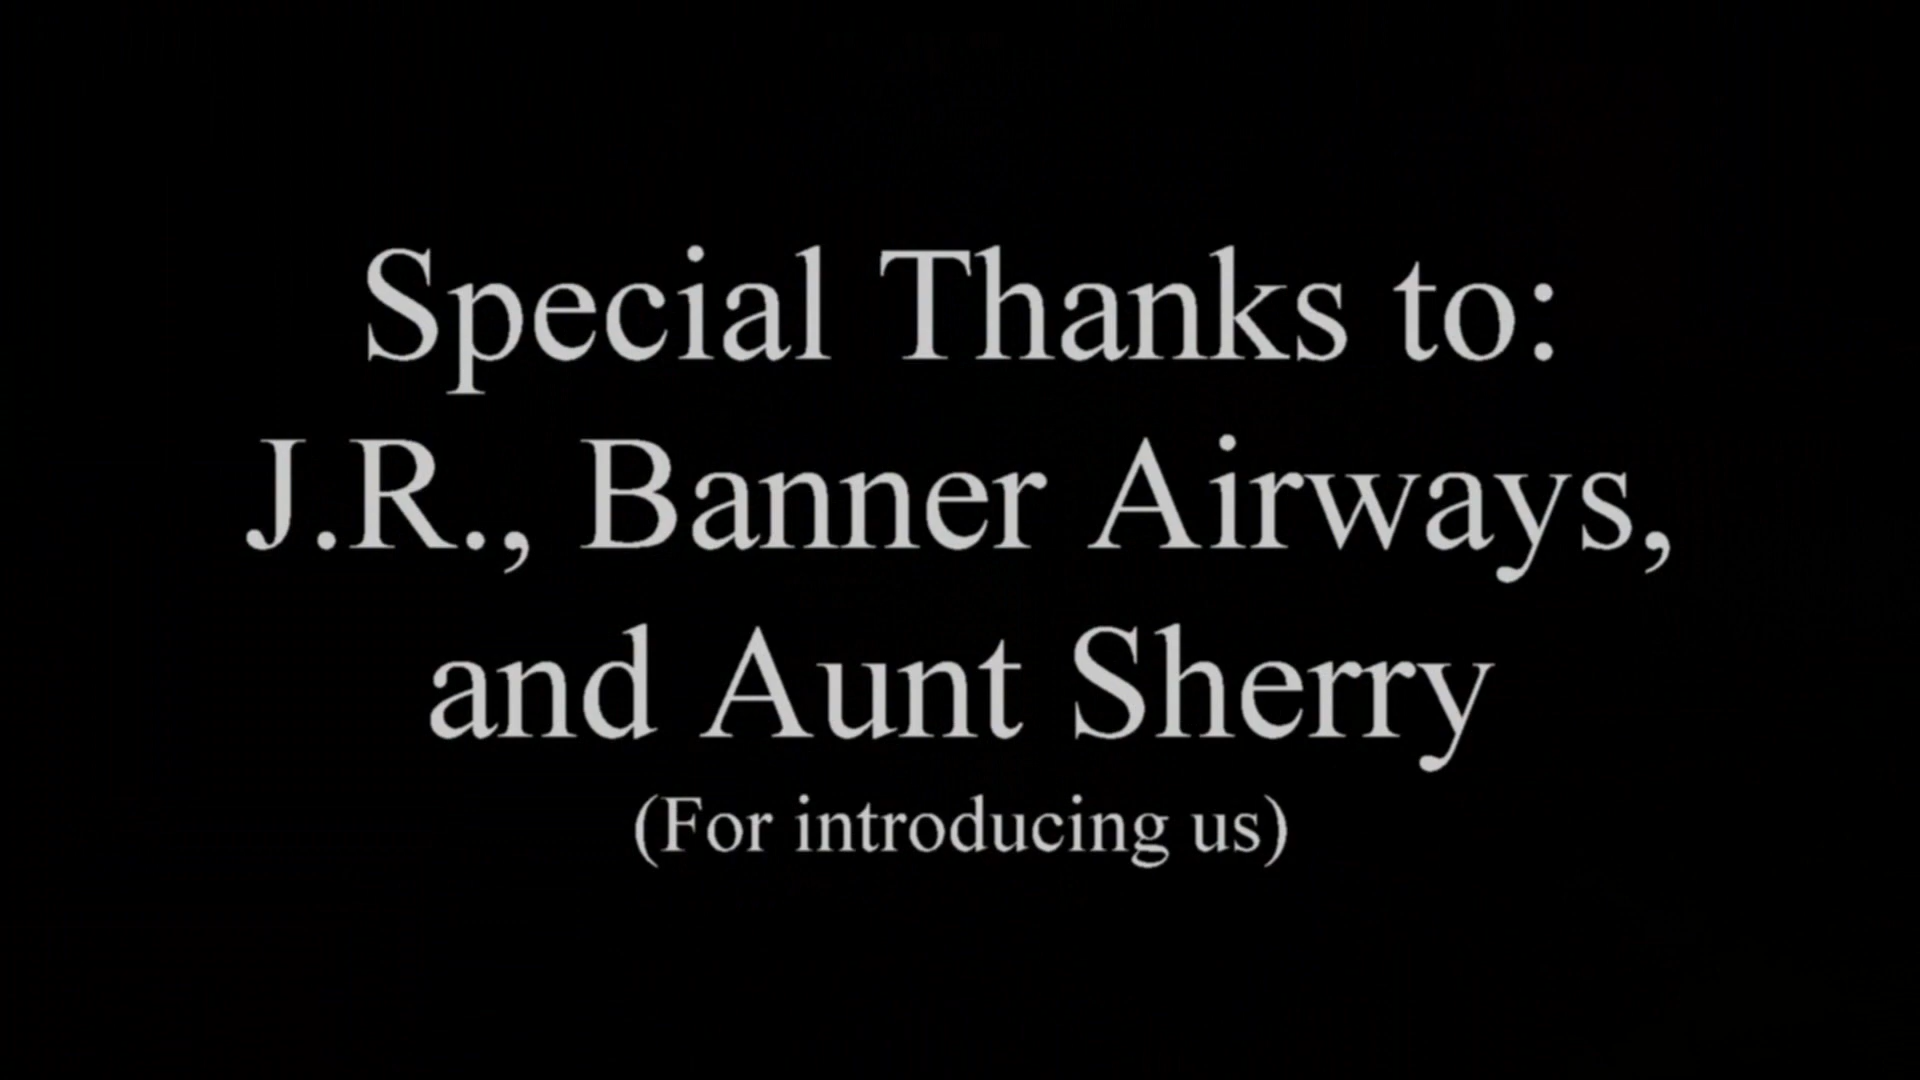 Special Thanks to:
J.R., Banner Airways,
and Aunt Sherry
(For introducing us)